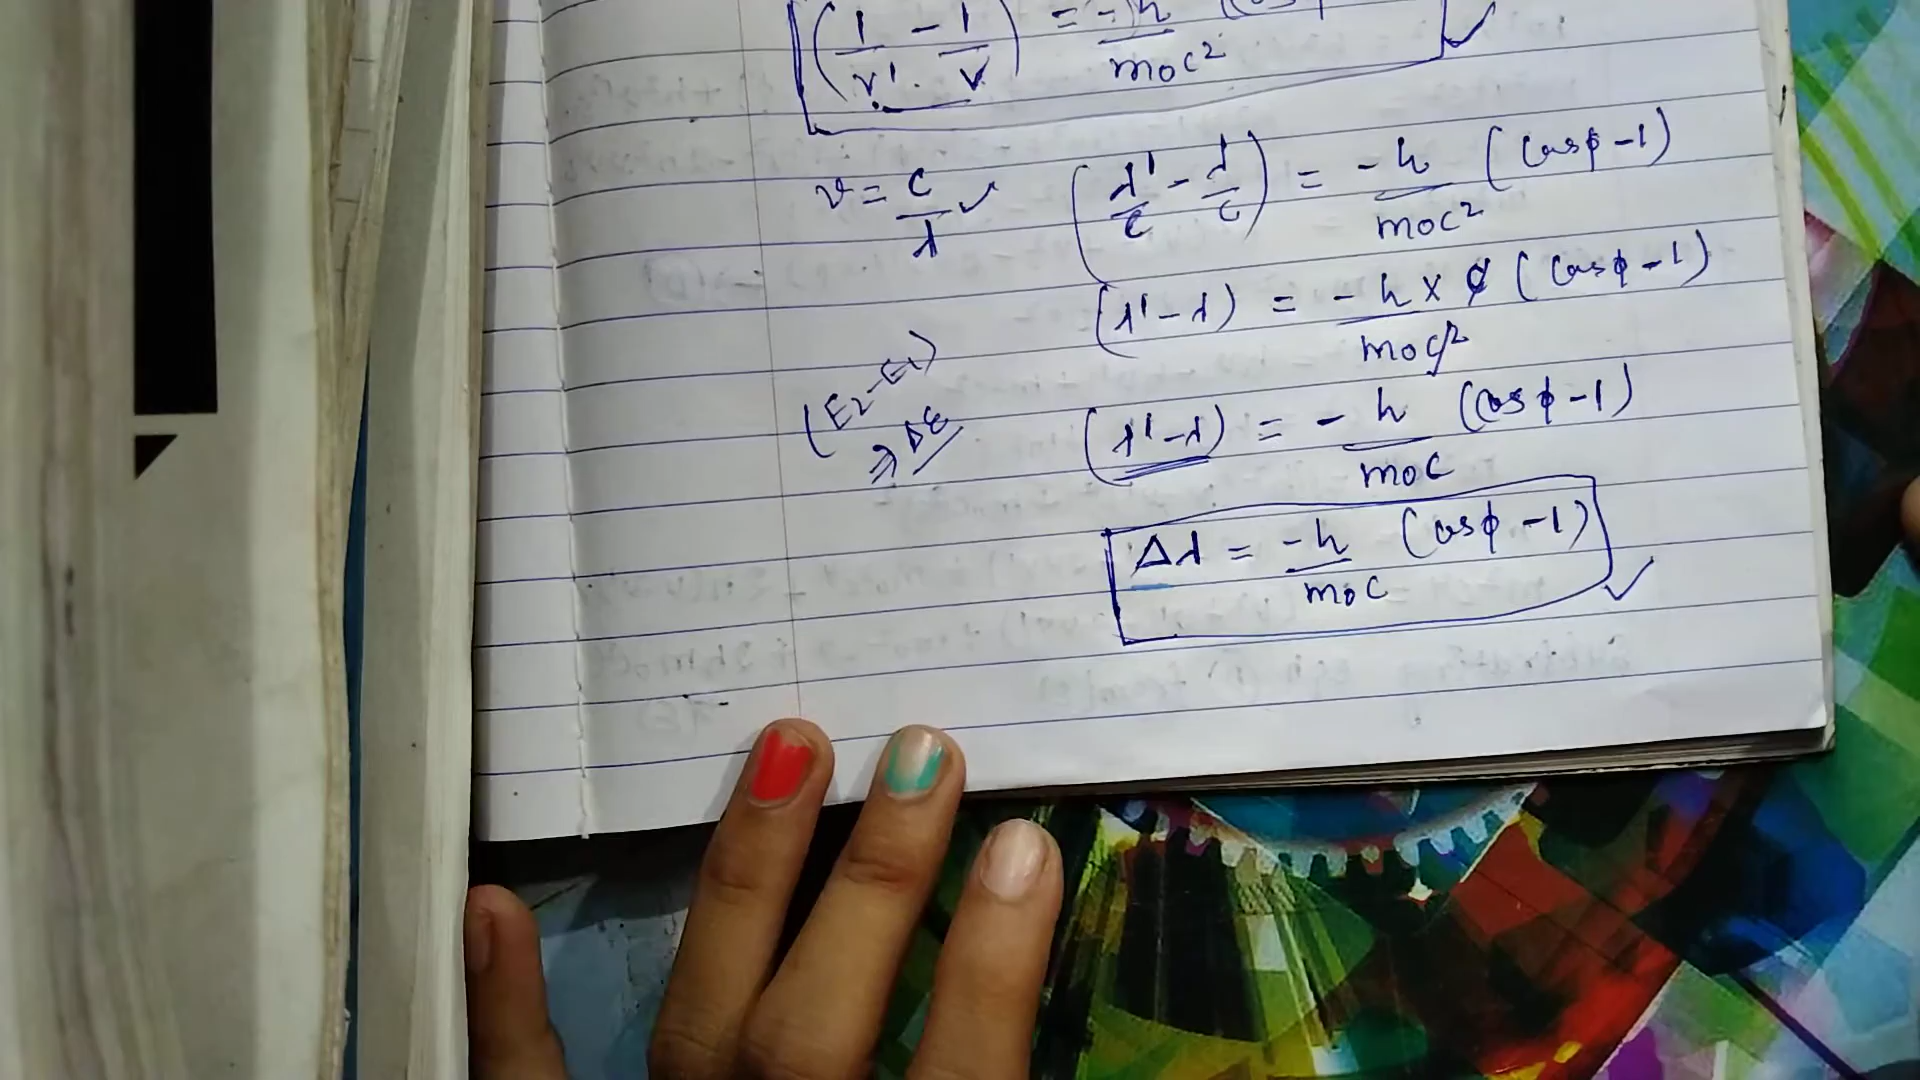 (1/ν' - 1/ν) = -h/m₀c² (cosφ
ν = c/λ ✓ (λ'/c - λ/c) = -h/m₀c² (cosφ-1)
(λ'-λ) = -h x c/m₀c² (cosφ-1)
(E₂-E₁)
⇒ ΔE
(λ'-λ) = -h/m₀c (cosφ-1)
Δλ = -h/m₀c (cosφ-1) ✓